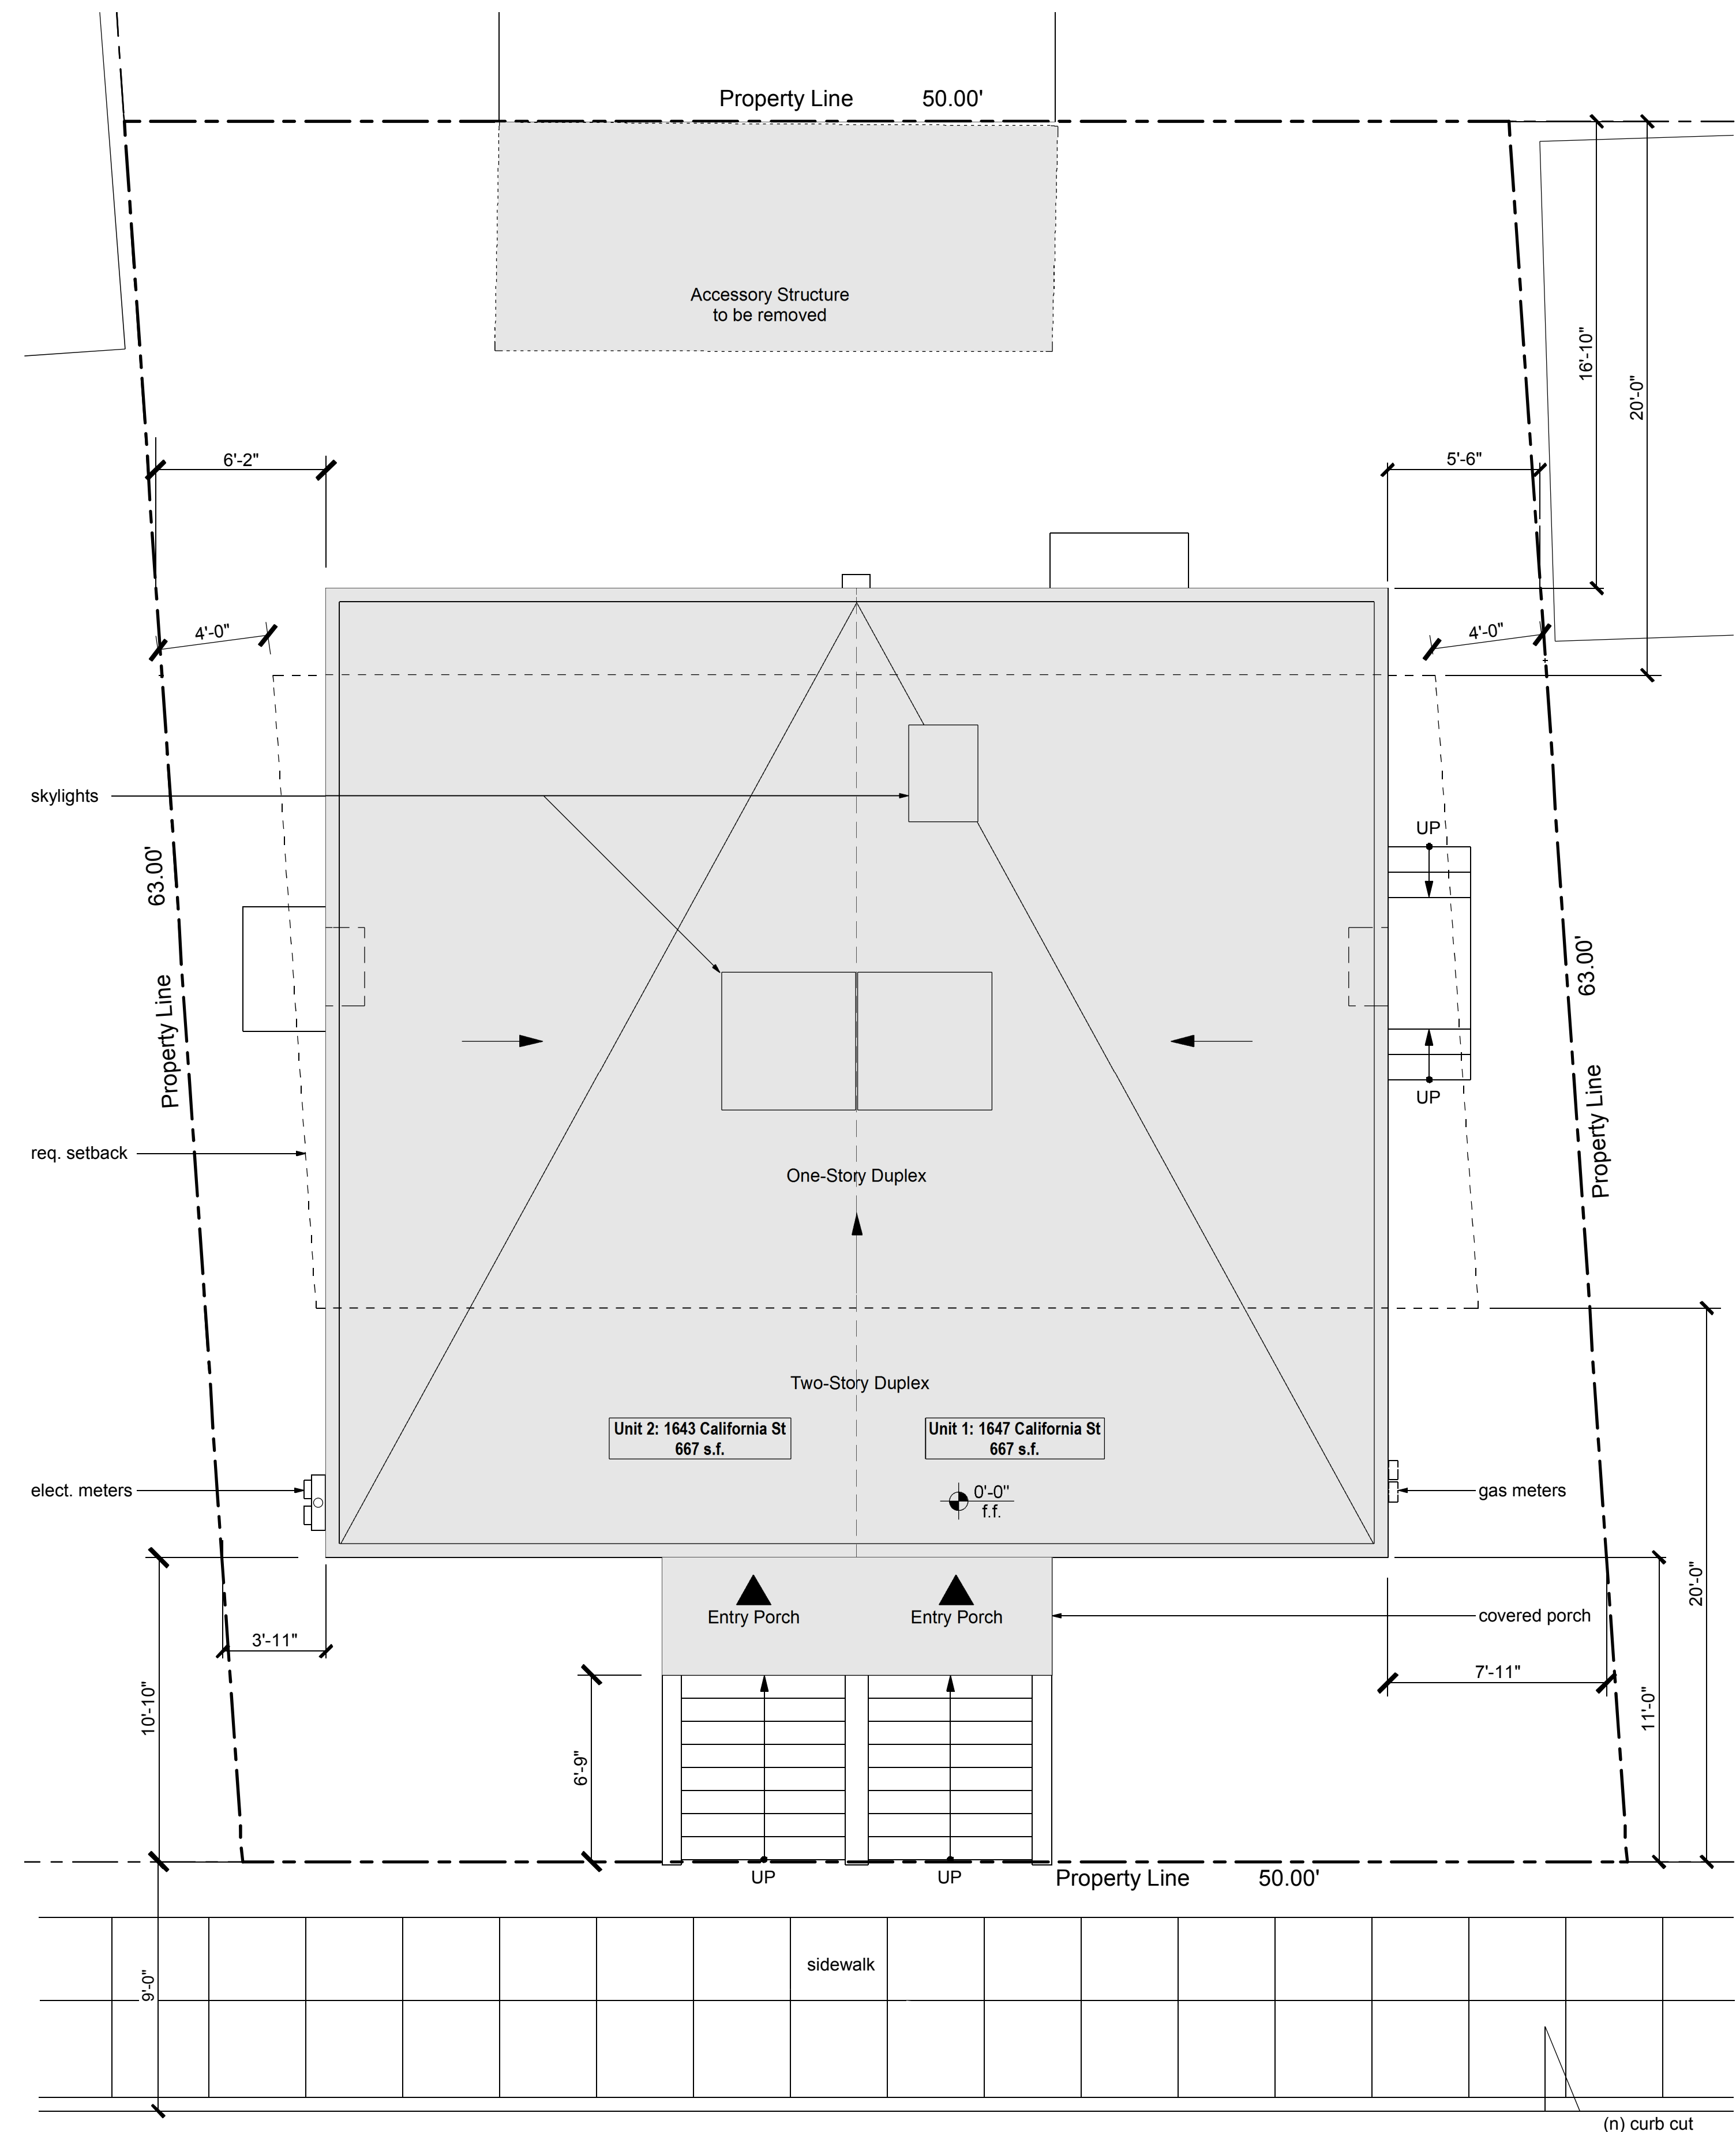 Property Line 50.00'
Accessory Structure
to be removed
16'-10"
20'-0"
6'-2"
5'-6"
4'-0"
4'-0"
skylights
UP
63.00'
Property Line
63.00'
Property Line
UP
req. setback
One-Story Duplex
Two-Story Duplex
Unit 2: 1643 California St
667 s.f.
Unit 1: 1647 California St
667 s.f.
elect. meters
0'-0"
f.f.
gas meters
Entry Porch
Entry Porch
covered porch
20'-0"
3'-11"
7'-11"
10'-10"
11'-0"
6'-9"
UP
UP
Property Line 50.00'
sidewalk
9'-0"
(n) curb cut